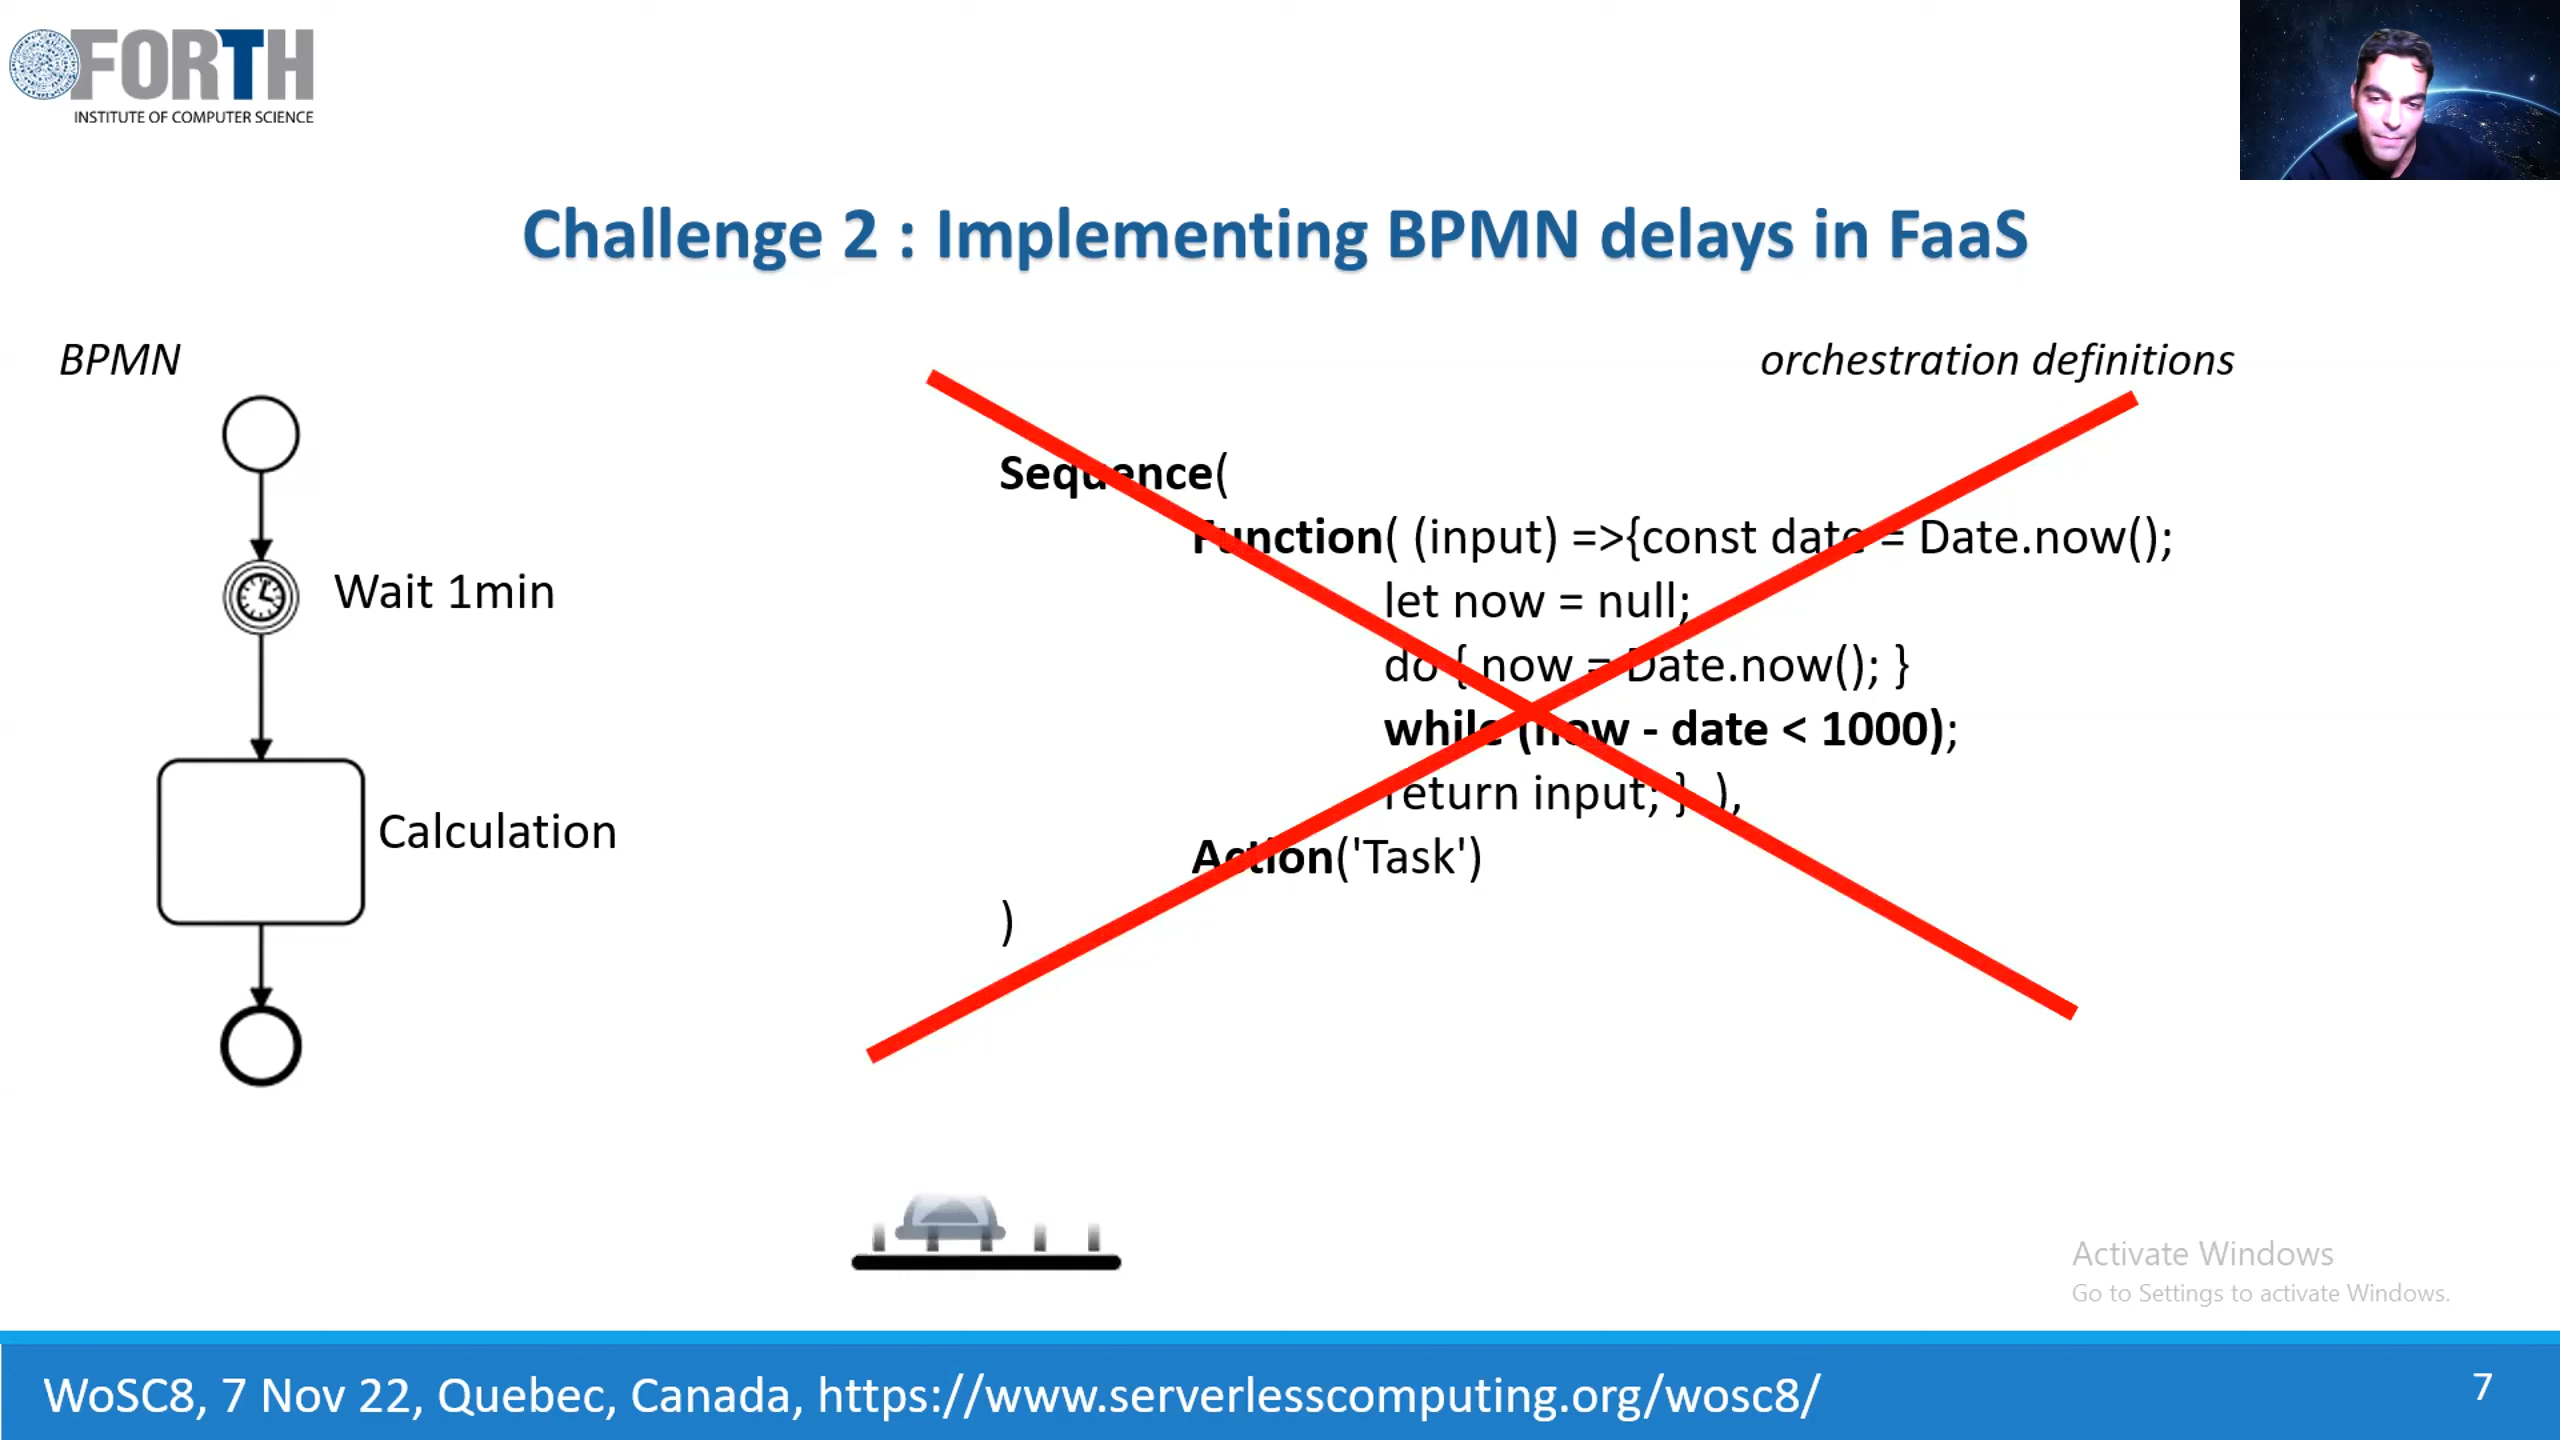 FORTH
INSTITUTE OF COMPUTER SCIENCE
Challenge 2 : Implementing BPMN delays in FaaS
BPMN
orchestration definitions
Wait 1min
Calculation
Sequence(
Function( (input) =>{const date = Date.now();
let now = null;
do { now = Date.now(); }
while (now - date < 1000);
return input; } ),
Action('Task')
)
Activate Windows
Go to Settings to activate Windows.
WoSC8, 7 Nov 22, Quebec, Canada, https://www.serverlesscomputing.org/wosc8/
7